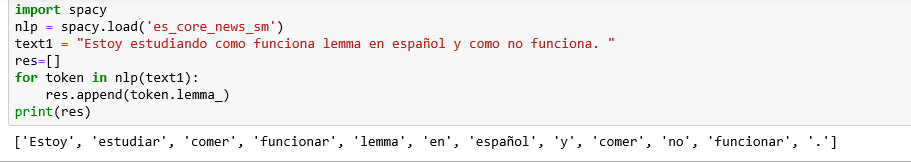 import spacy
nlp = spacy.load('es_core_news_sm')
text1 = "Estoy estudiando como funciona lemma en español y como no funciona. "
res=[]
for token in nlp(text1):
    res.append(token.lemma_)
print(res)
['Estoy', 'estudiar', 'comer', 'funcionar', 'lemma', 'en', 'español', 'y', 'comer', 'no', 'funcionar', '.']